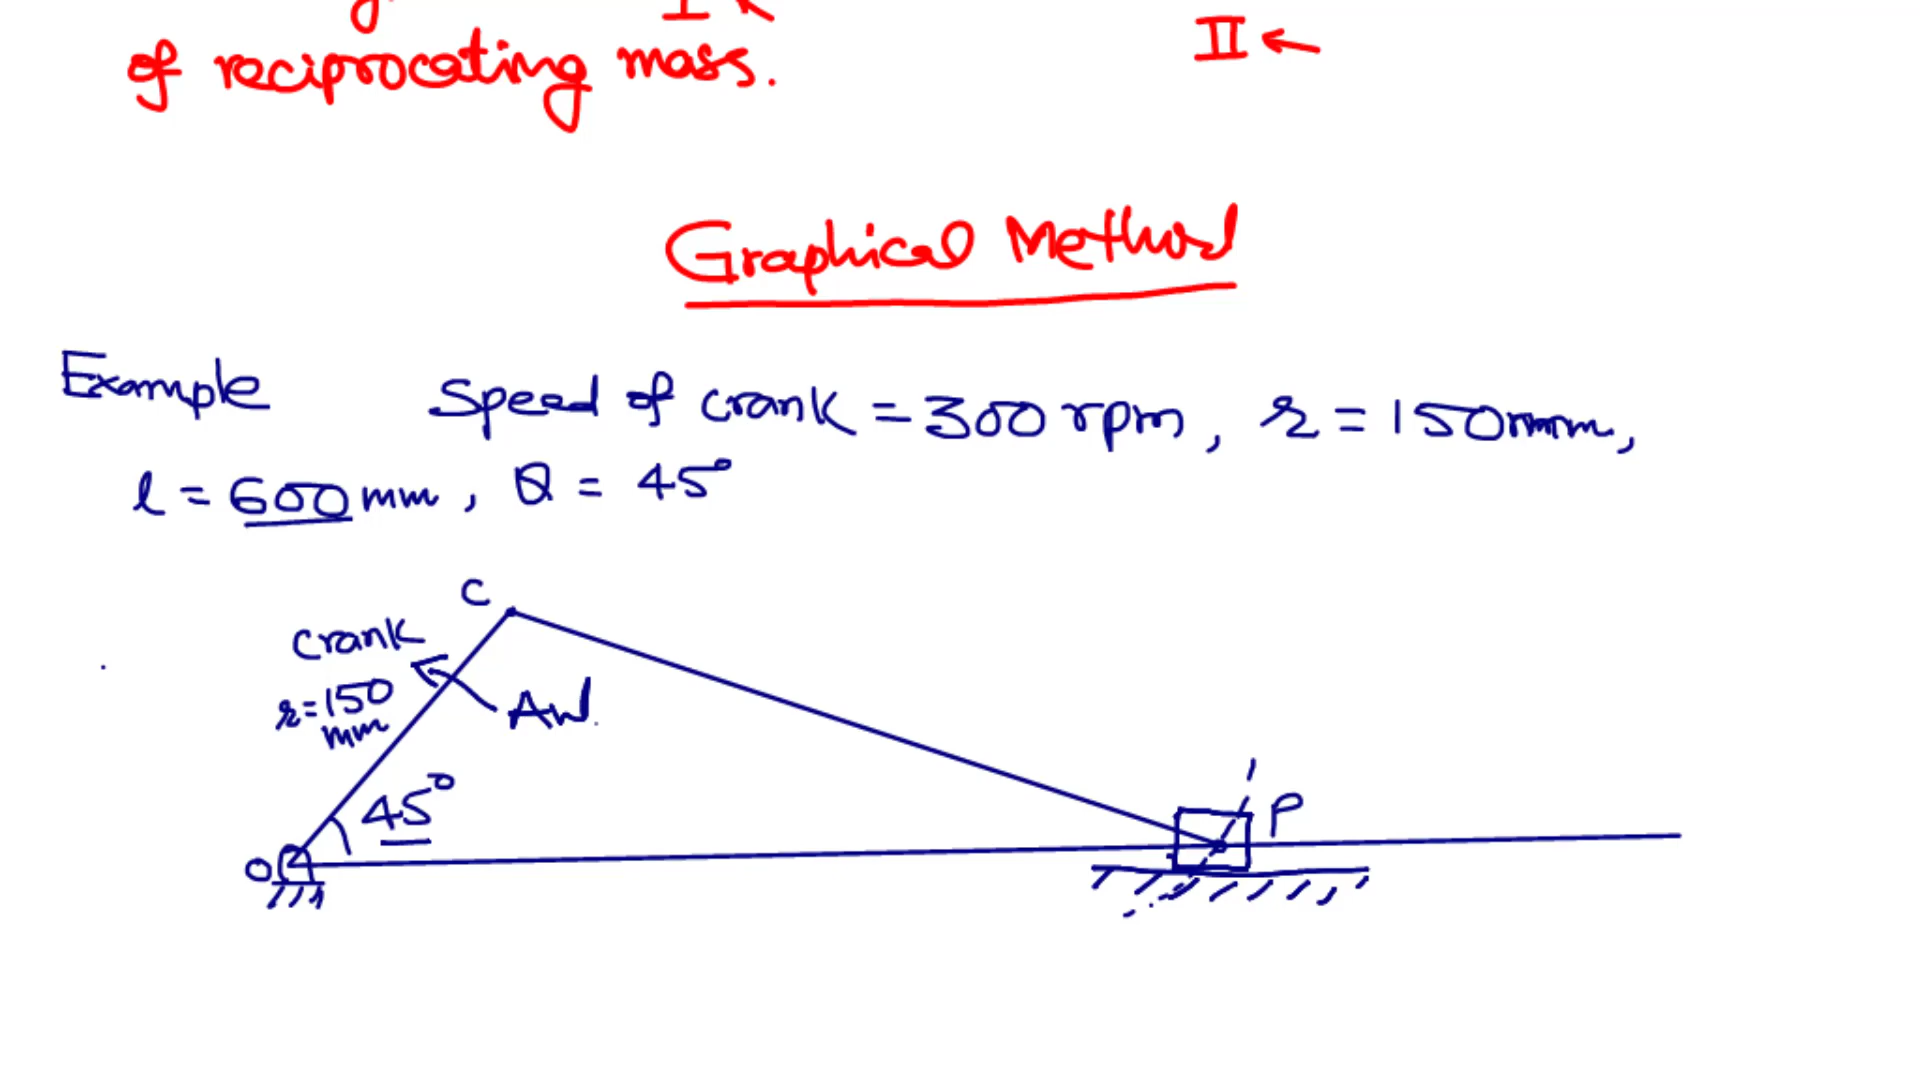 of reciprocating mass.
II ←
Graphical Method
Example Speed of crank = 300 rpm, r = 150mm,
l = 600 mm, θ = 45°
C
crank
r=150
mm
45°
O
P